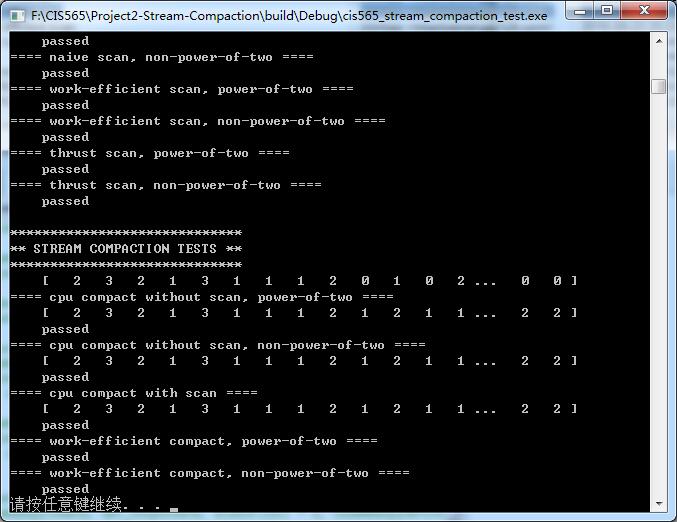 F:\CIS565\Project2-Stream-Compaction\build\Debug\cis565_stream_compaction_test.exe
    passed
==== naive scan, non-power-of-two ====
    passed
==== work-efficient scan, power-of-two ====
    passed
==== work-efficient scan, non-power-of-two ====
    passed
==== thrust scan, power-of-two ====
    passed
==== thrust scan, non-power-of-two ====
    passed
*****************************
** STREAM COMPACTION TESTS **
*****************************
    [   2   3   2   1   3   1   1   1   2   0   1   0   2 ...   0   0 ]
==== cpu compact without scan, power-of-two ====
    [   2   3   2   1   3   1   1   1   2   1   2   1   1 ...   2   2 ]
    passed
==== cpu compact without scan, non-power-of-two ====
    [   2   3   2   1   3   1   1   1   2   1   2   1   1 ...   2   2 ]
    passed
==== cpu compact with scan ====
    [   2   3   2   1   3   1   1   1   2   1   2   1   1 ...   2   2 ]
    passed
==== work-efficient compact, power-of-two ====
    passed
==== work-efficient compact, non-power-of-two ====
    passed
请按任意键继续. . .